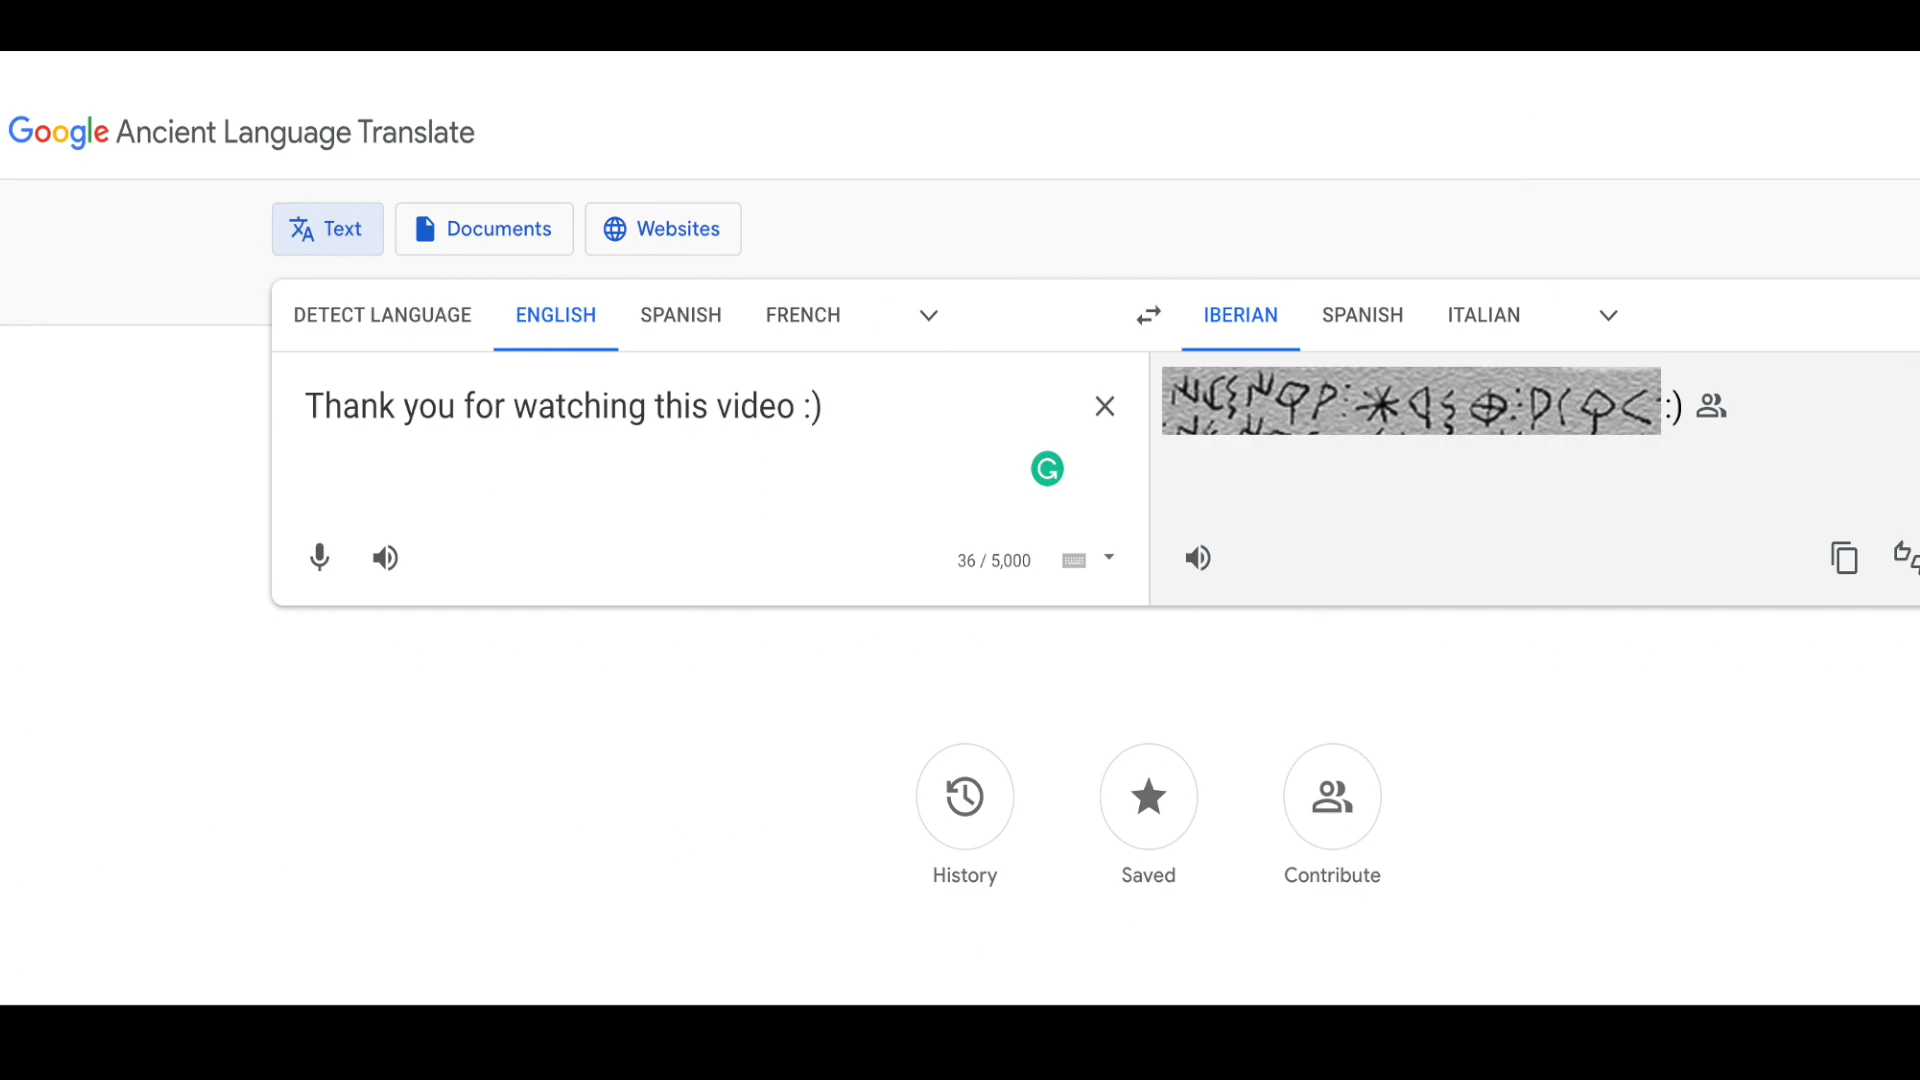 Google Ancient Language Translate
Text Documents Websites
DETECT LANGUAGE ENGLISH SPANISH FRENCH IBERIAN SPANISH ITALIAN
Thank you for watching this video :)
:)
36 / 5,000
History Saved Contribute